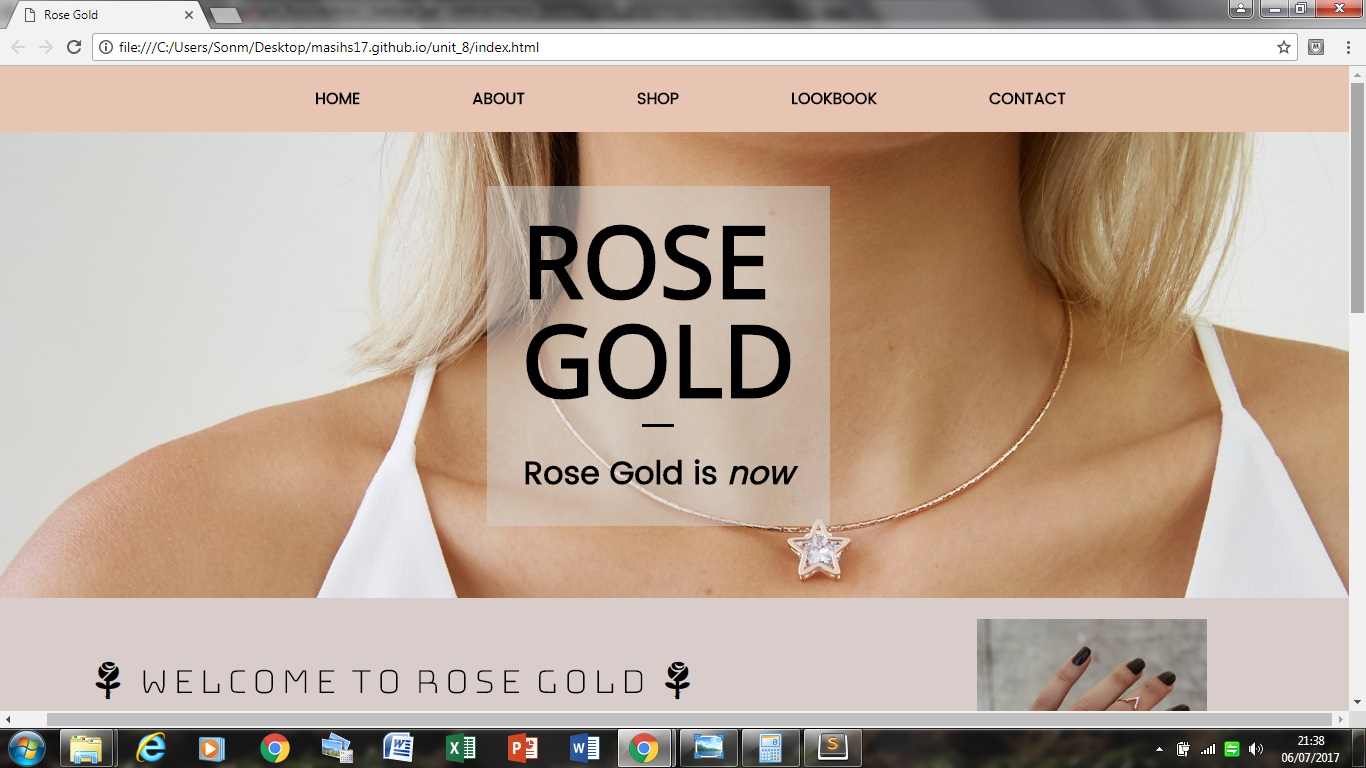 Rose Gold
file:///C:/Users/Sonm/Desktop/masihs17.github.io/unit_8/index.html
HOME ABOUT SHOP LOOKBOOK CONTACT
ROSE
GOLD
Rose Gold is now
WELCOME TO ROSE GOLD
21:38
06/07/2017